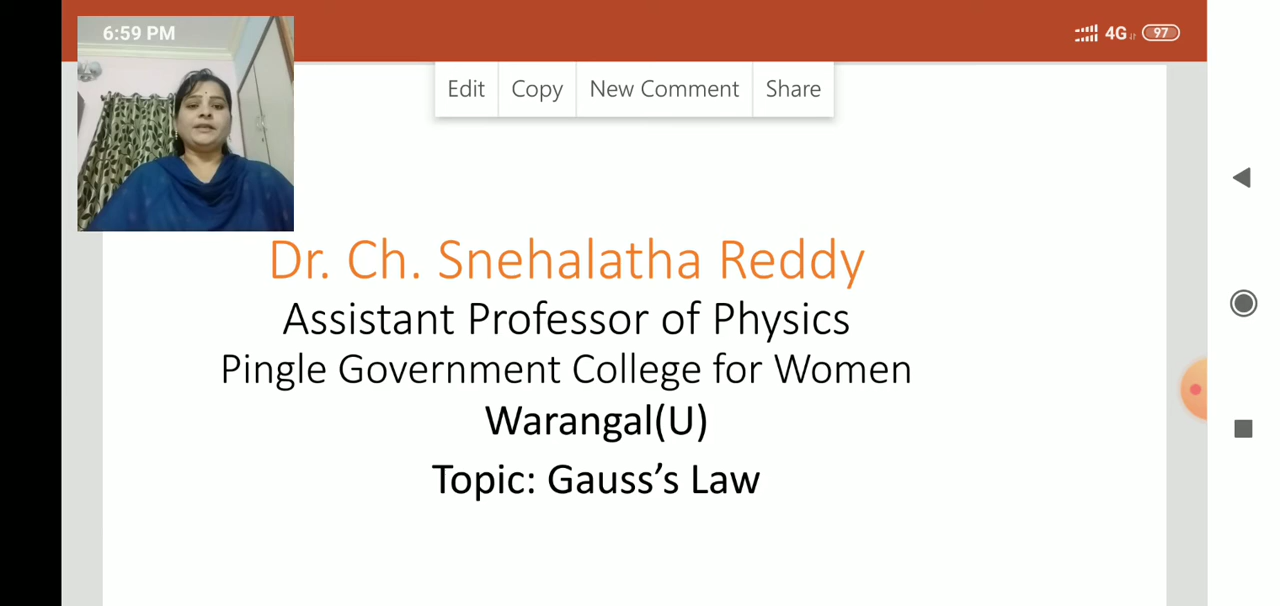 6:59 PM
4G
97
Edit Copy New Comment Share
Dr. Ch. Snehalatha Reddy
Assistant Professor of Physics
Pingle Government College for Women
Warangal(U)
Topic: Gauss’s Law